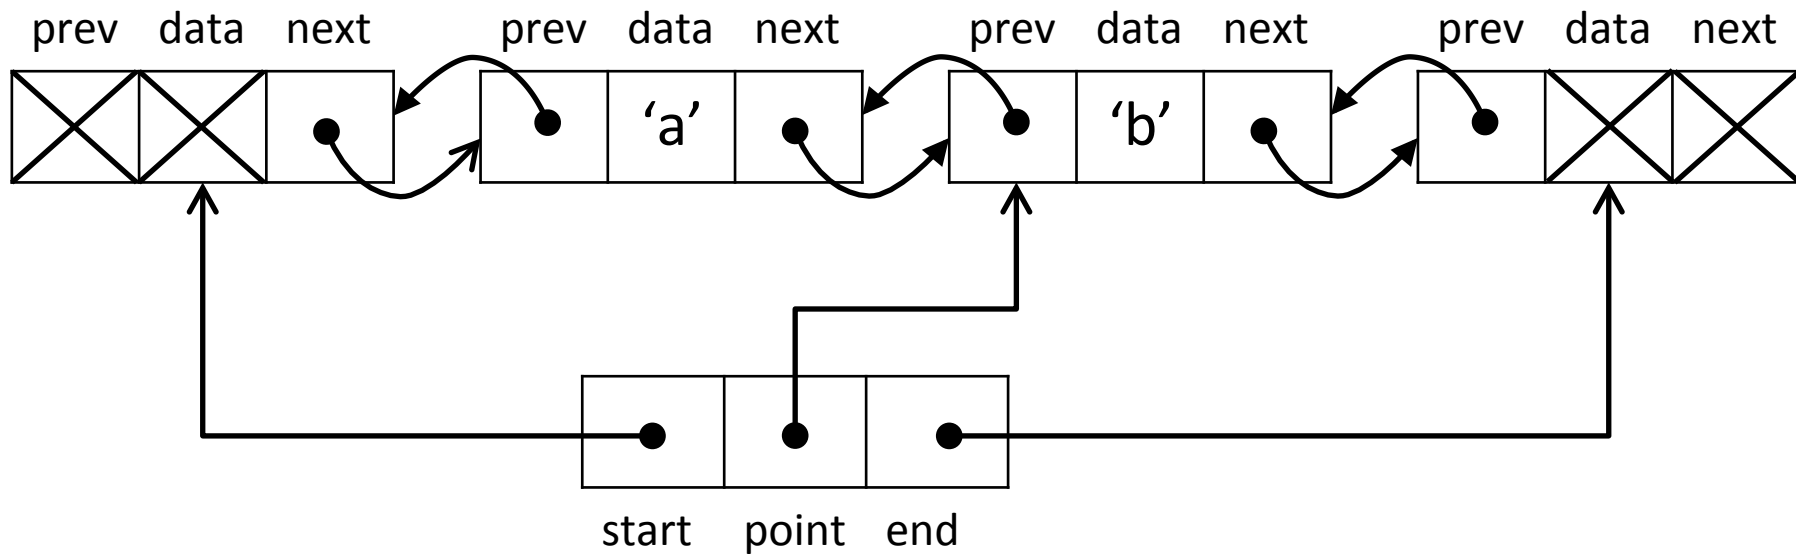 prev data next prev data next prev data next prev data next
‘a’ ‘b’
start point end